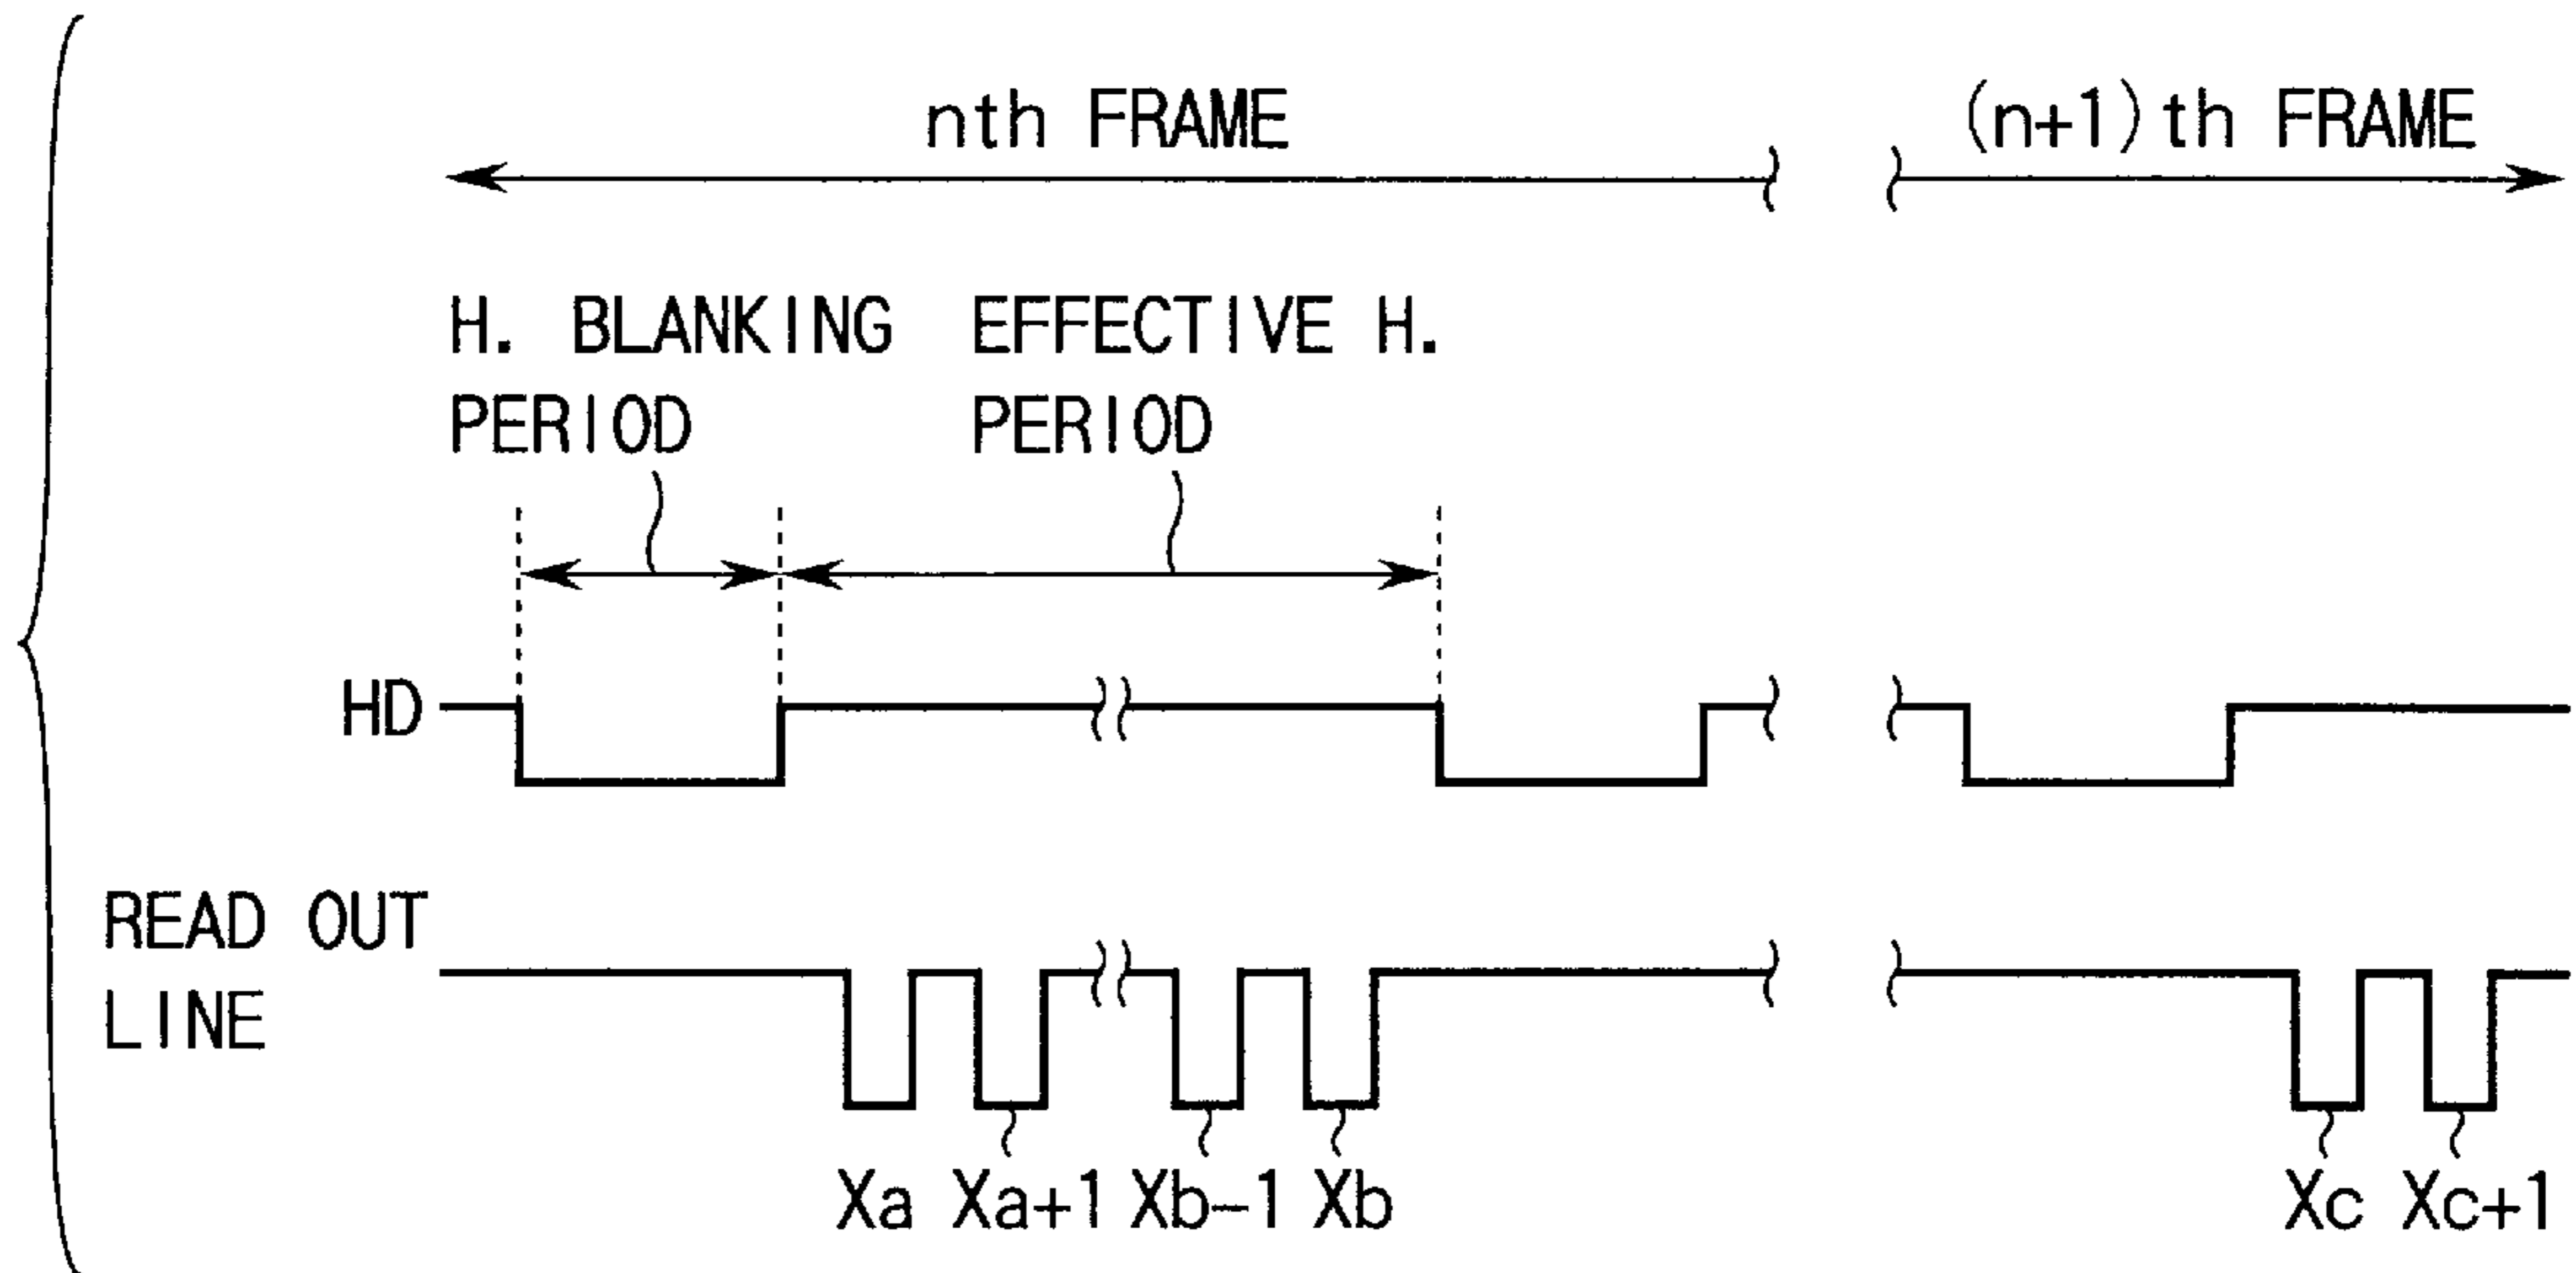 nth FRAME
(n+1)th FRAME
H. BLANKING
PERIOD
EFFECTIVE H.
PERIOD
HD
READ OUT
LINE
Xa Xa+1 Xb-1 Xb Xc Xc+1